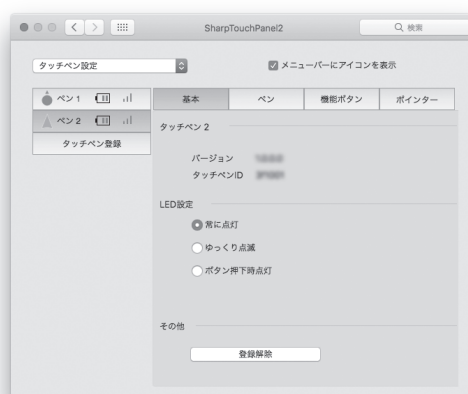 SharpTouchPanel2
検索
タッチペン設定
メニューバーにアイコンを表示
ペン 1
ペン 2
タッチペン登録
基本 ペン 機能ボタン ポインター
タッチペン 2
バージョン
タッチペンID
LED設定
常に点灯
ゆっくり点滅
ボタン押下時点灯
その他
登録解除